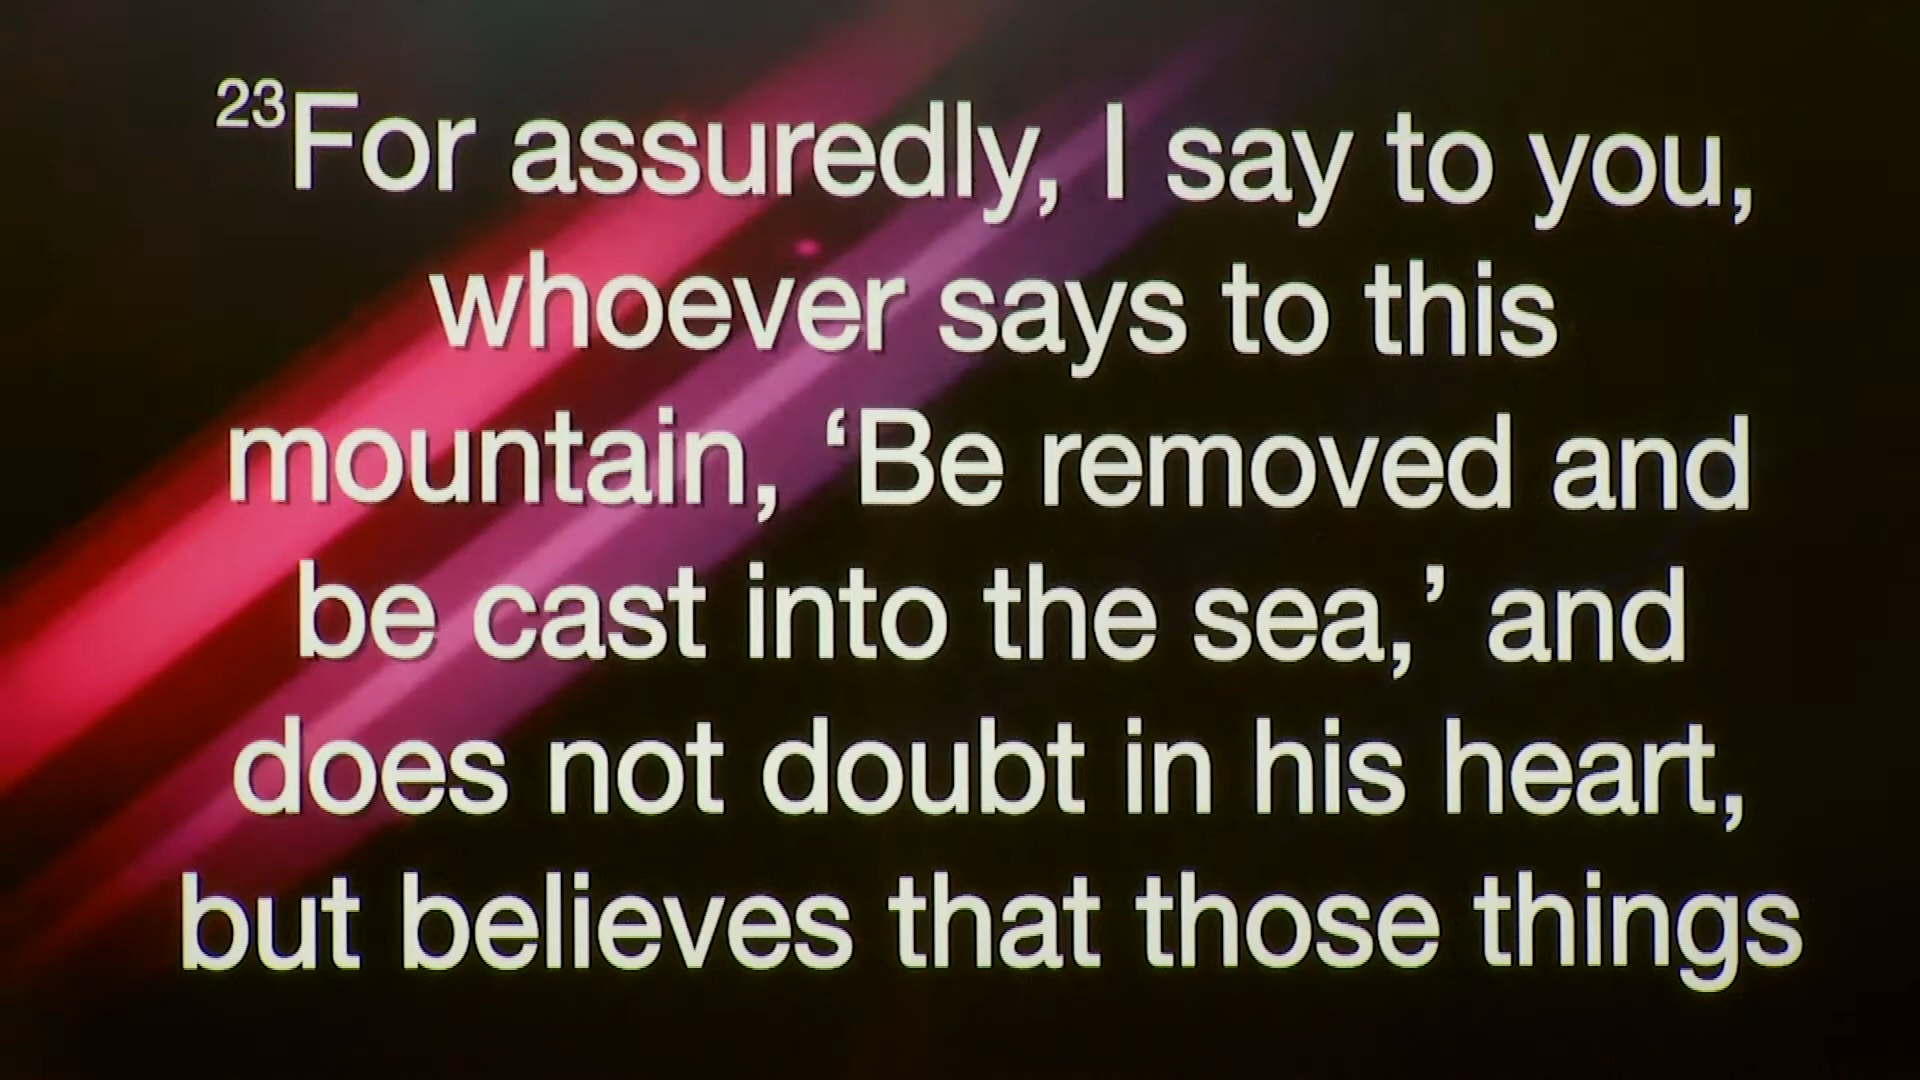 ²³For assuredly, I say to you,
whoever says to this
mountain, ‘Be removed and
be cast into the sea,’ and
does not doubt in his heart,
but believes that those things